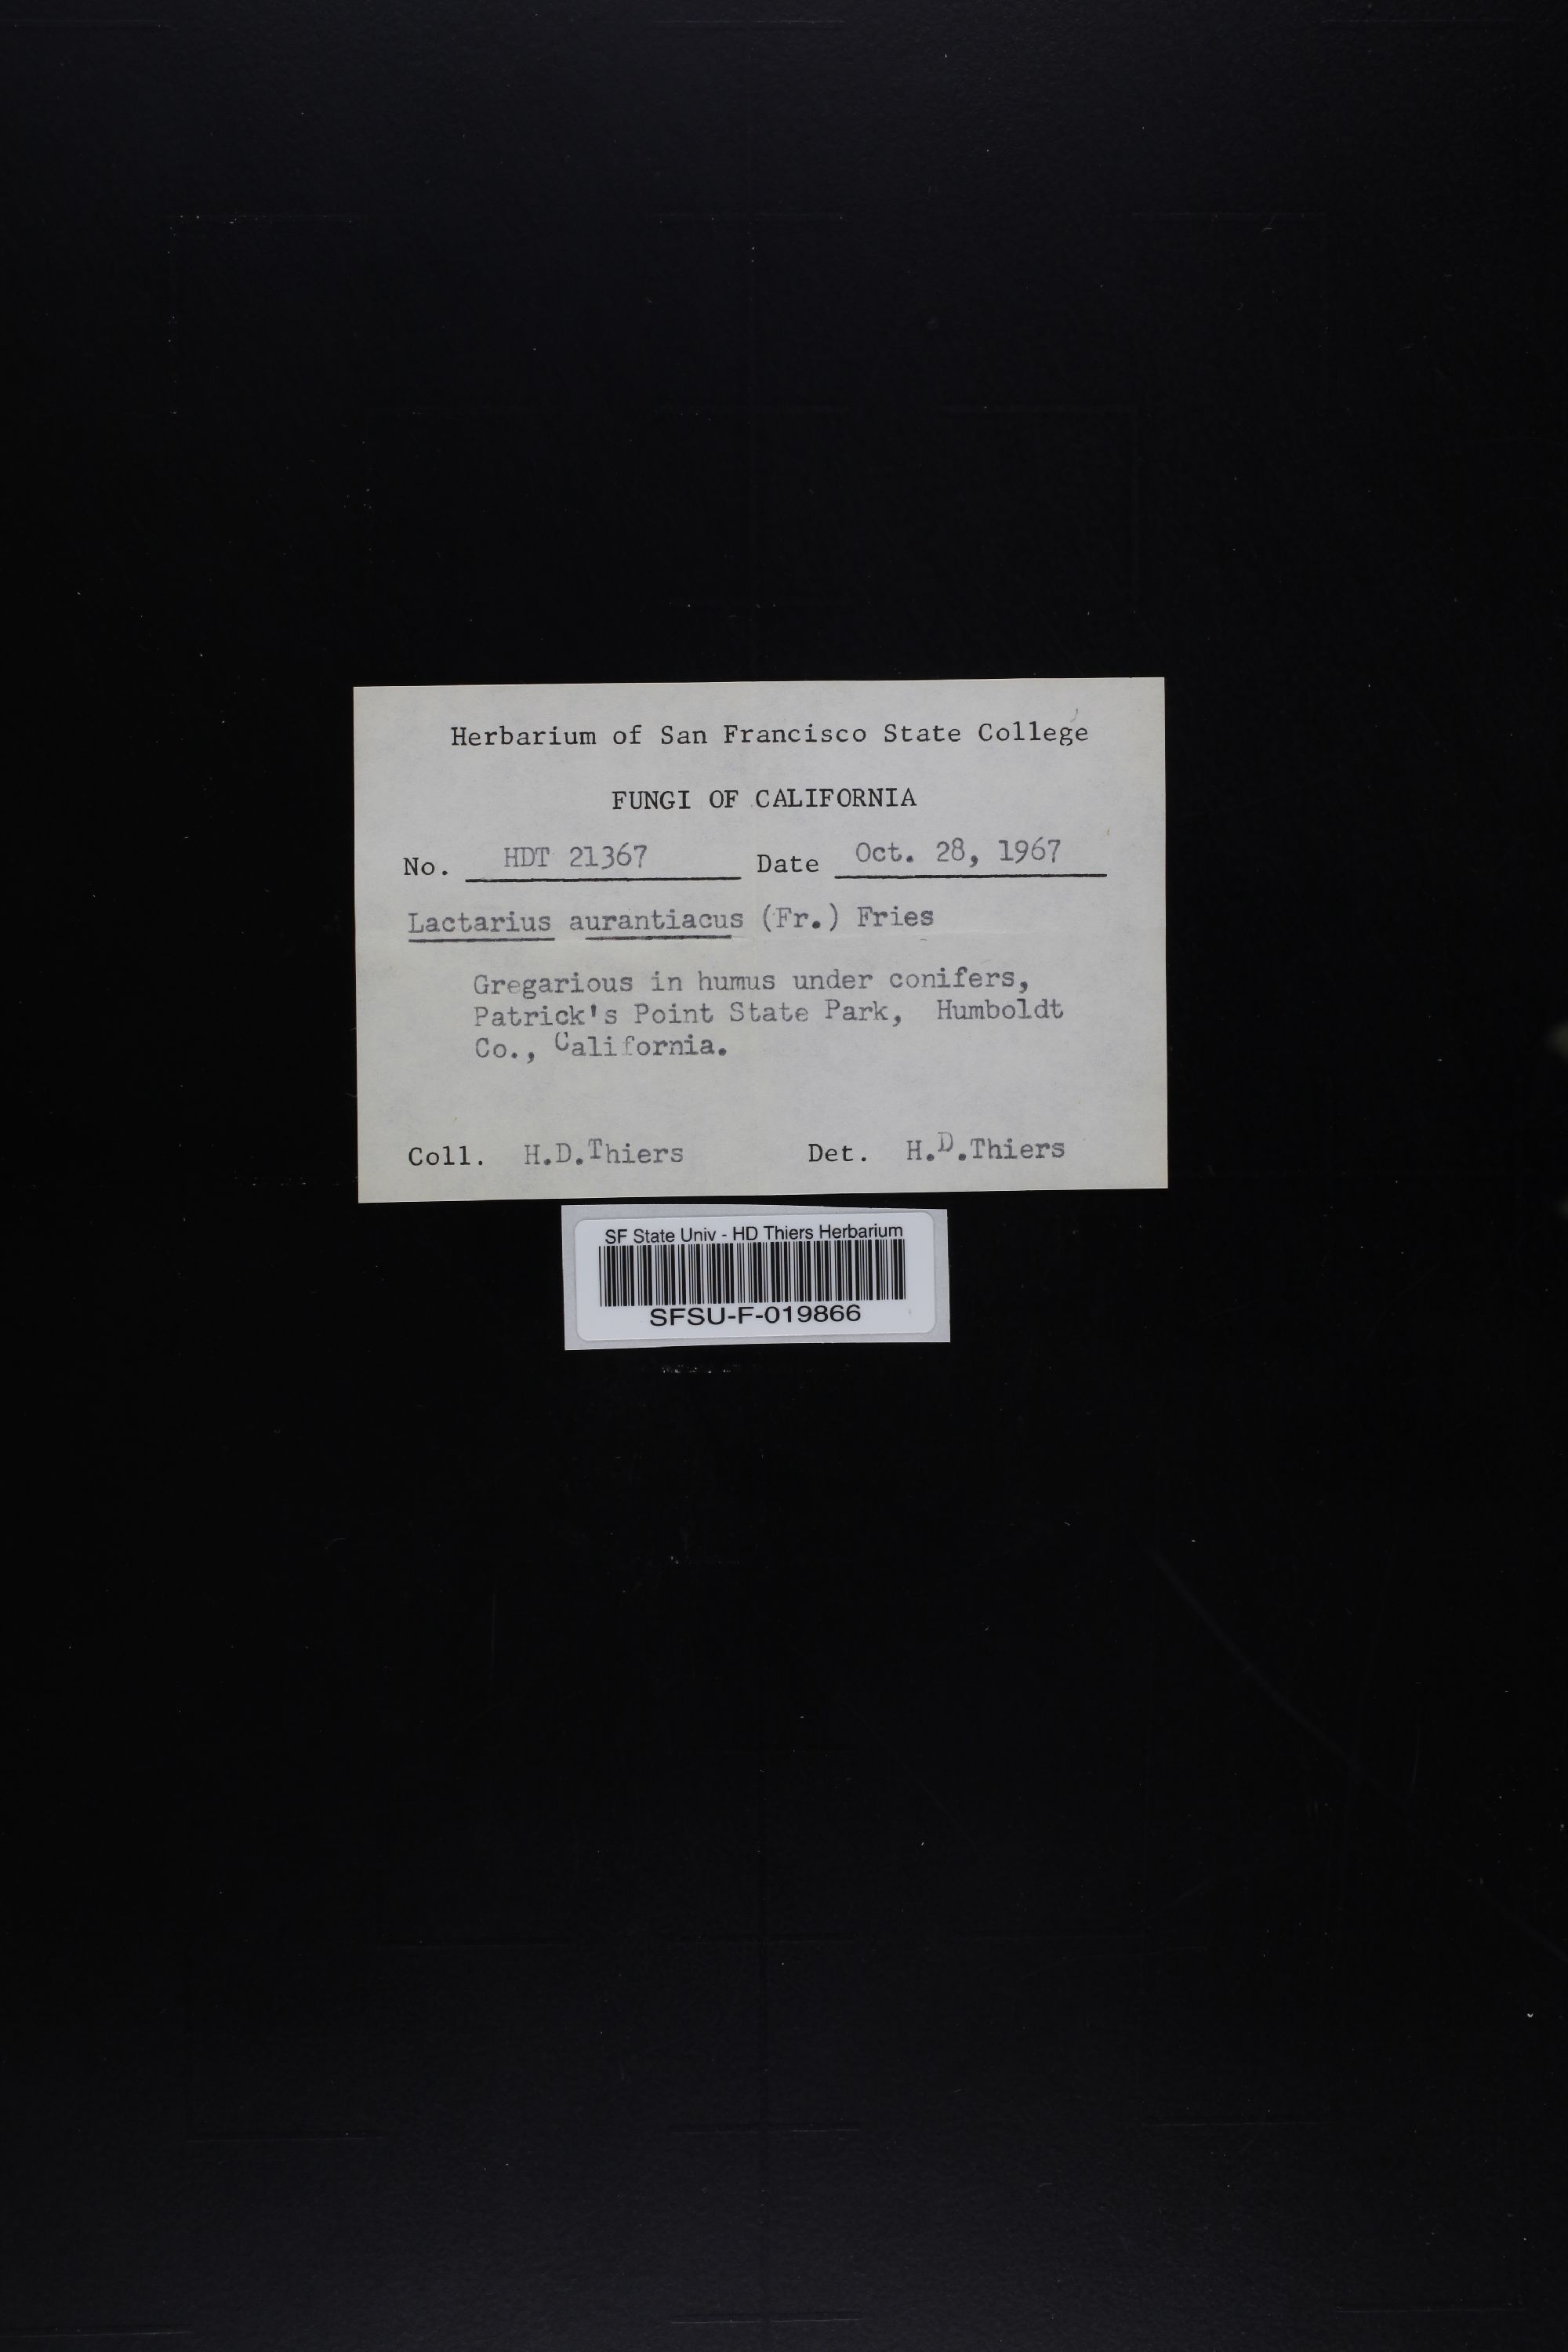 Herbarium of San Francisco State College
FUNGI OF CALIFORNIA
No. HDT 21367 Date Oct. 28, 1967
Lactarius aurantiacus (Fr.) Fries
Gregarious in humus under conifers,
Patrick's Point State Park, Humboldt
Co., California.
Coll. H.D.Thiers Det. H.D.Thiers
SF State Univ - HD Thiers Herbarium
SFSU-F-019866